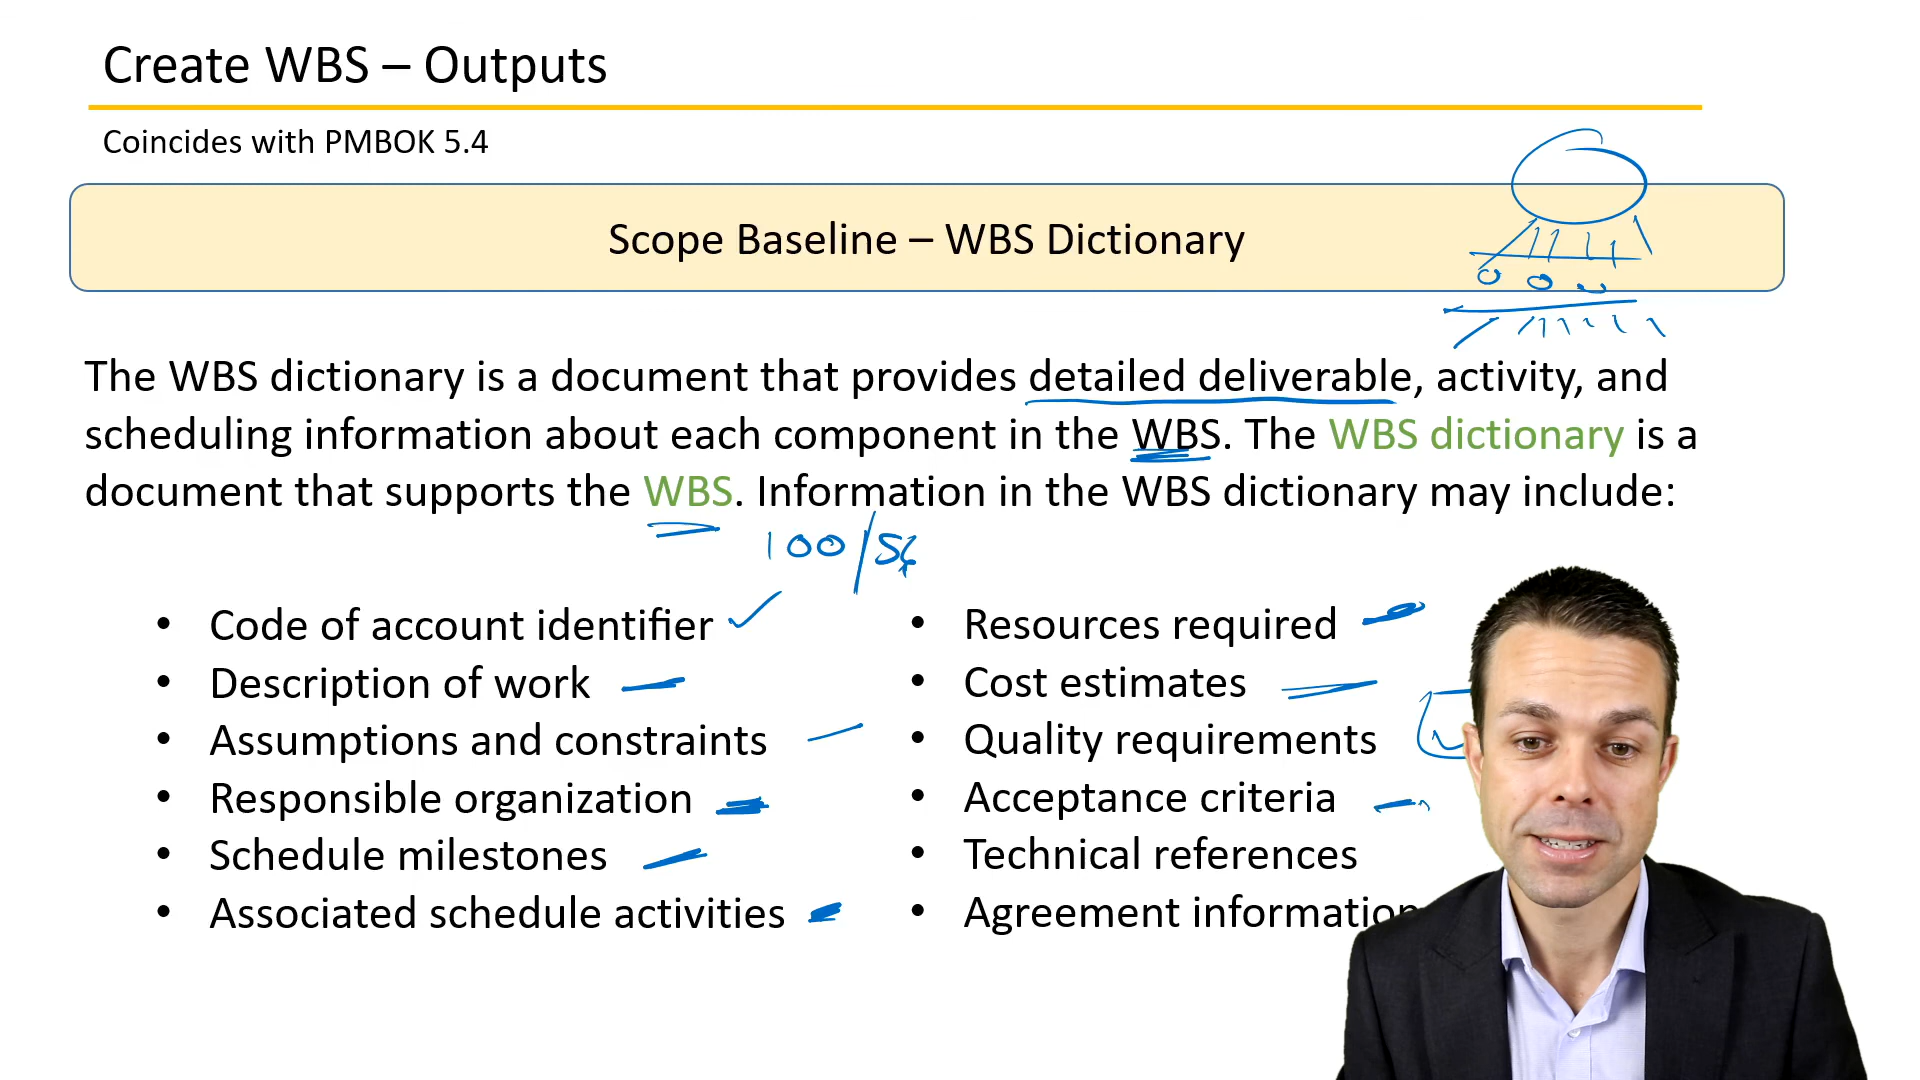 Create WBS – Outputs
Coincides with PMBOK 5.4
Scope Baseline – WBS Dictionary
The WBS dictionary is a document that provides detailed deliverable, activity, and
scheduling information about each component in the WBS. The WBS dictionary is a
document that supports the WBS. Information in the WBS dictionary may include:
100/
• Code of account identifier
• Description of work
• Assumptions and constraints
• Responsible organization
• Schedule milestones
• Associated schedule activities
• Resources required
• Cost estimates
• Quality requirements
• Acceptance criteria
• Technical references
• Agreement information